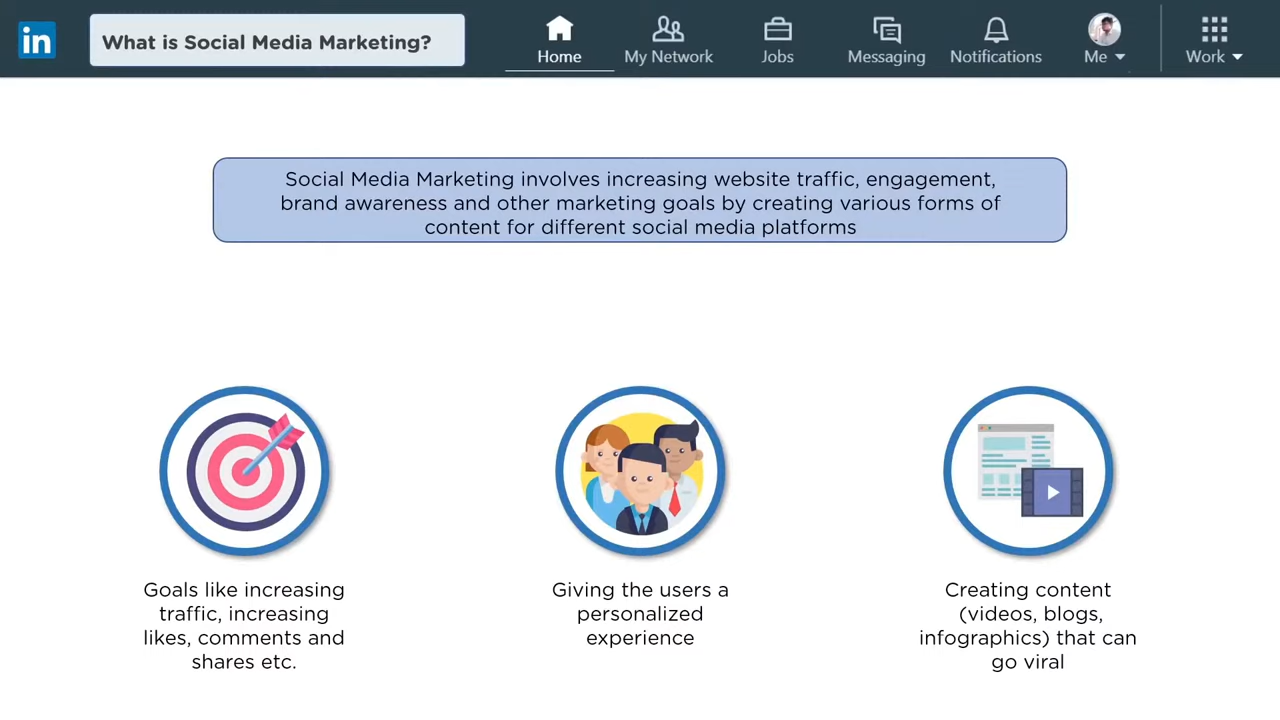 in
What is Social Media Marketing?
Home
My Network
Jobs
Messaging
Notifications
Me
Work
Social Media Marketing involves increasing website traffic, engagement,
brand awareness and other marketing goals by creating various forms of
content for different social media platforms
Goals like increasing
traffic, increasing
likes, comments and
shares etc.
Giving the users a
personalized
experience
Creating content
(videos, blogs,
infographics) that can
go viral